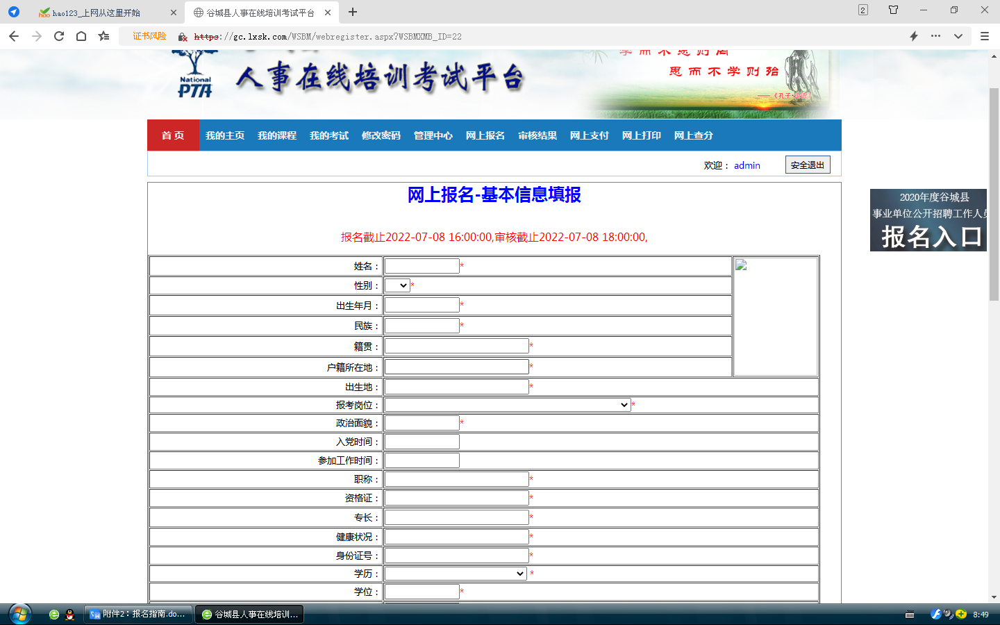 hao123_上网从这里开始
谷城县人事在线培训考试平台
2
证书风险
https://gc.lxsk.com/WSBM/webregister.aspx?WSBMXMB_ID=22
National
PTA
人事在线培训考试平台
思而不学则殆
首 页 我的主页 我的课程 我的考试 修改密码 管理中心 网上报名 审核结果 网上支付 网上打印 网上查分
欢迎： admin 安全退出
网上报名-基本信息填报
报名截止2022-07-08 16:00:00,审核截止2022-07-08 18:00:00,
2020年度谷城县
事业单位公开招聘工作人员
报名入口
姓名： *
性别： *
出生年月： *
民族： *
籍贯： *
户籍所在地： *
出生地： *
报考岗位： *
政治面貌： *
入党时间：
参加工作时间：
职称： *
资格证： *
专长： *
健康状况： *
身份证号： *
学历： *
学位： *
附件2：报名指南.do...
谷城县人事在线培训...
8:49